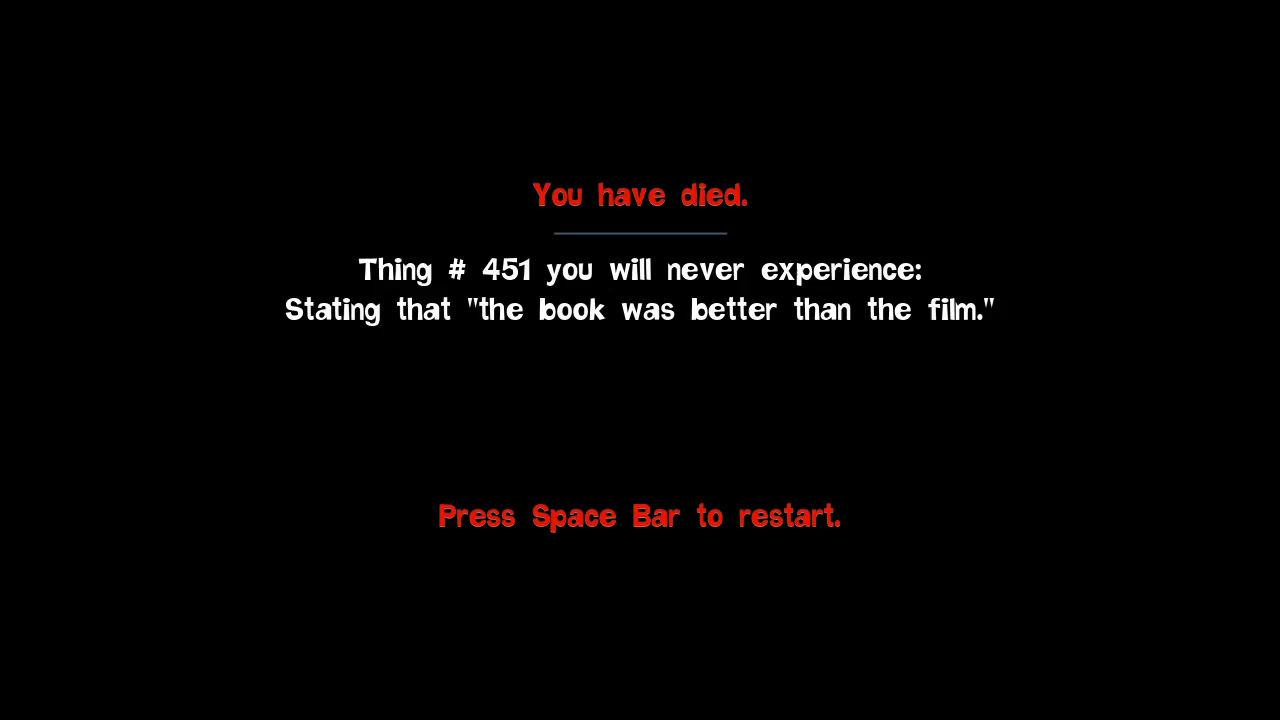 You have died.
Thing # 451 you will never experience:
Stating that "the book was better than the film."
Press Space Bar to restart.